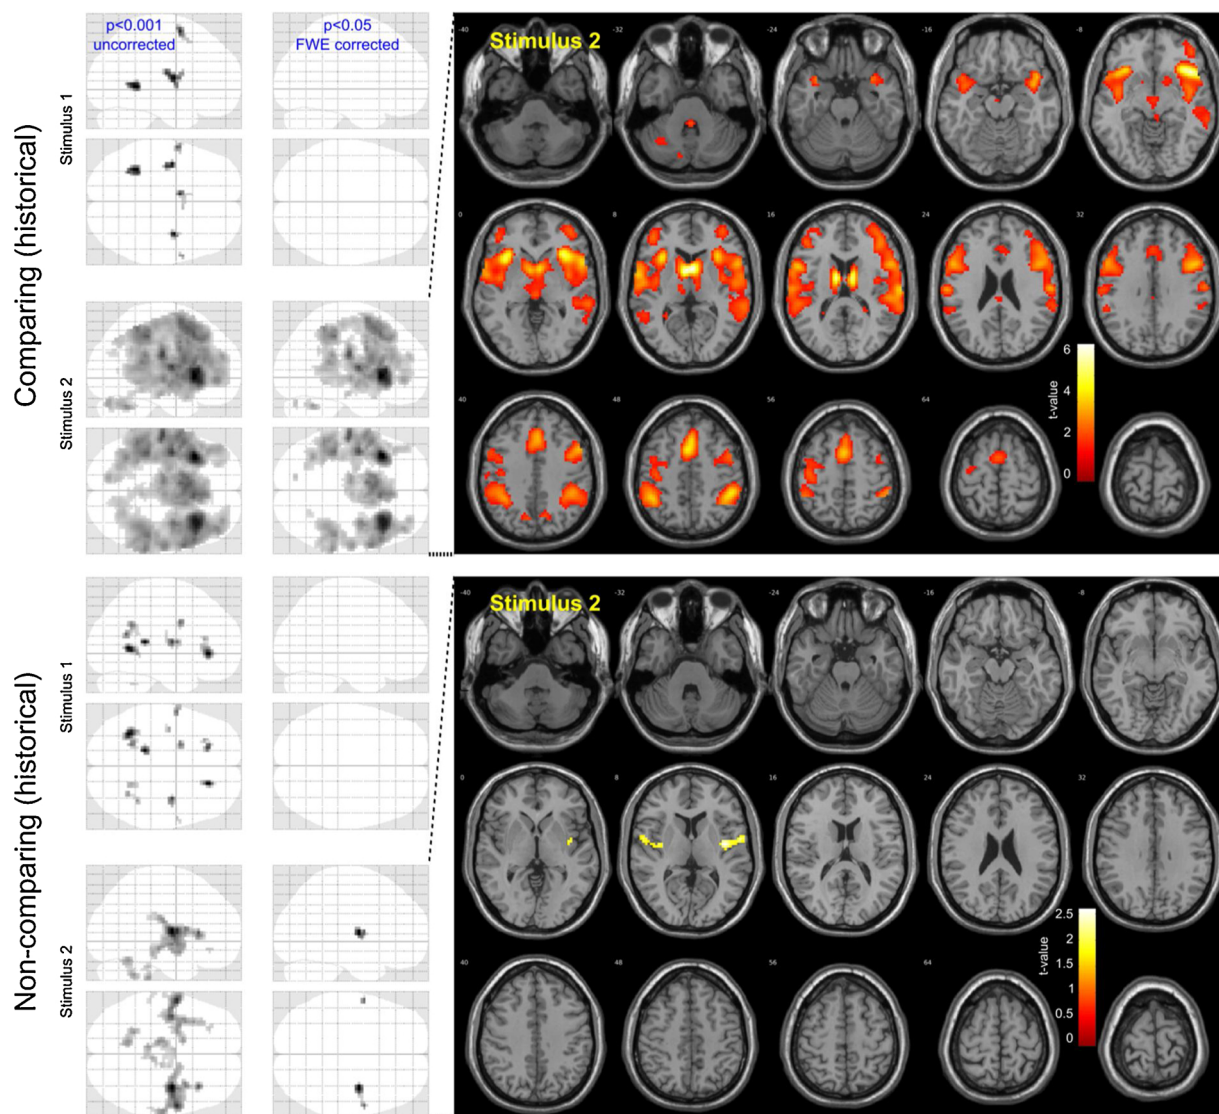 p<0.001
uncorrected
p<0.05
FWE corrected
Comparing (historical)
Stimulus 1
Stimulus 2
Stimulus 2
-40
-32
-24
-16
-8
0
8
16
24
32
40
48
56
64
t-value
6
4
2
0
Non-comparing (historical)
Stimulus 1
Stimulus 2
Stimulus 2
-40
-32
-24
-16
-8
0
8
16
24
32
40
48
56
64
t-value
2.5
2
1.5
1
0.5
0